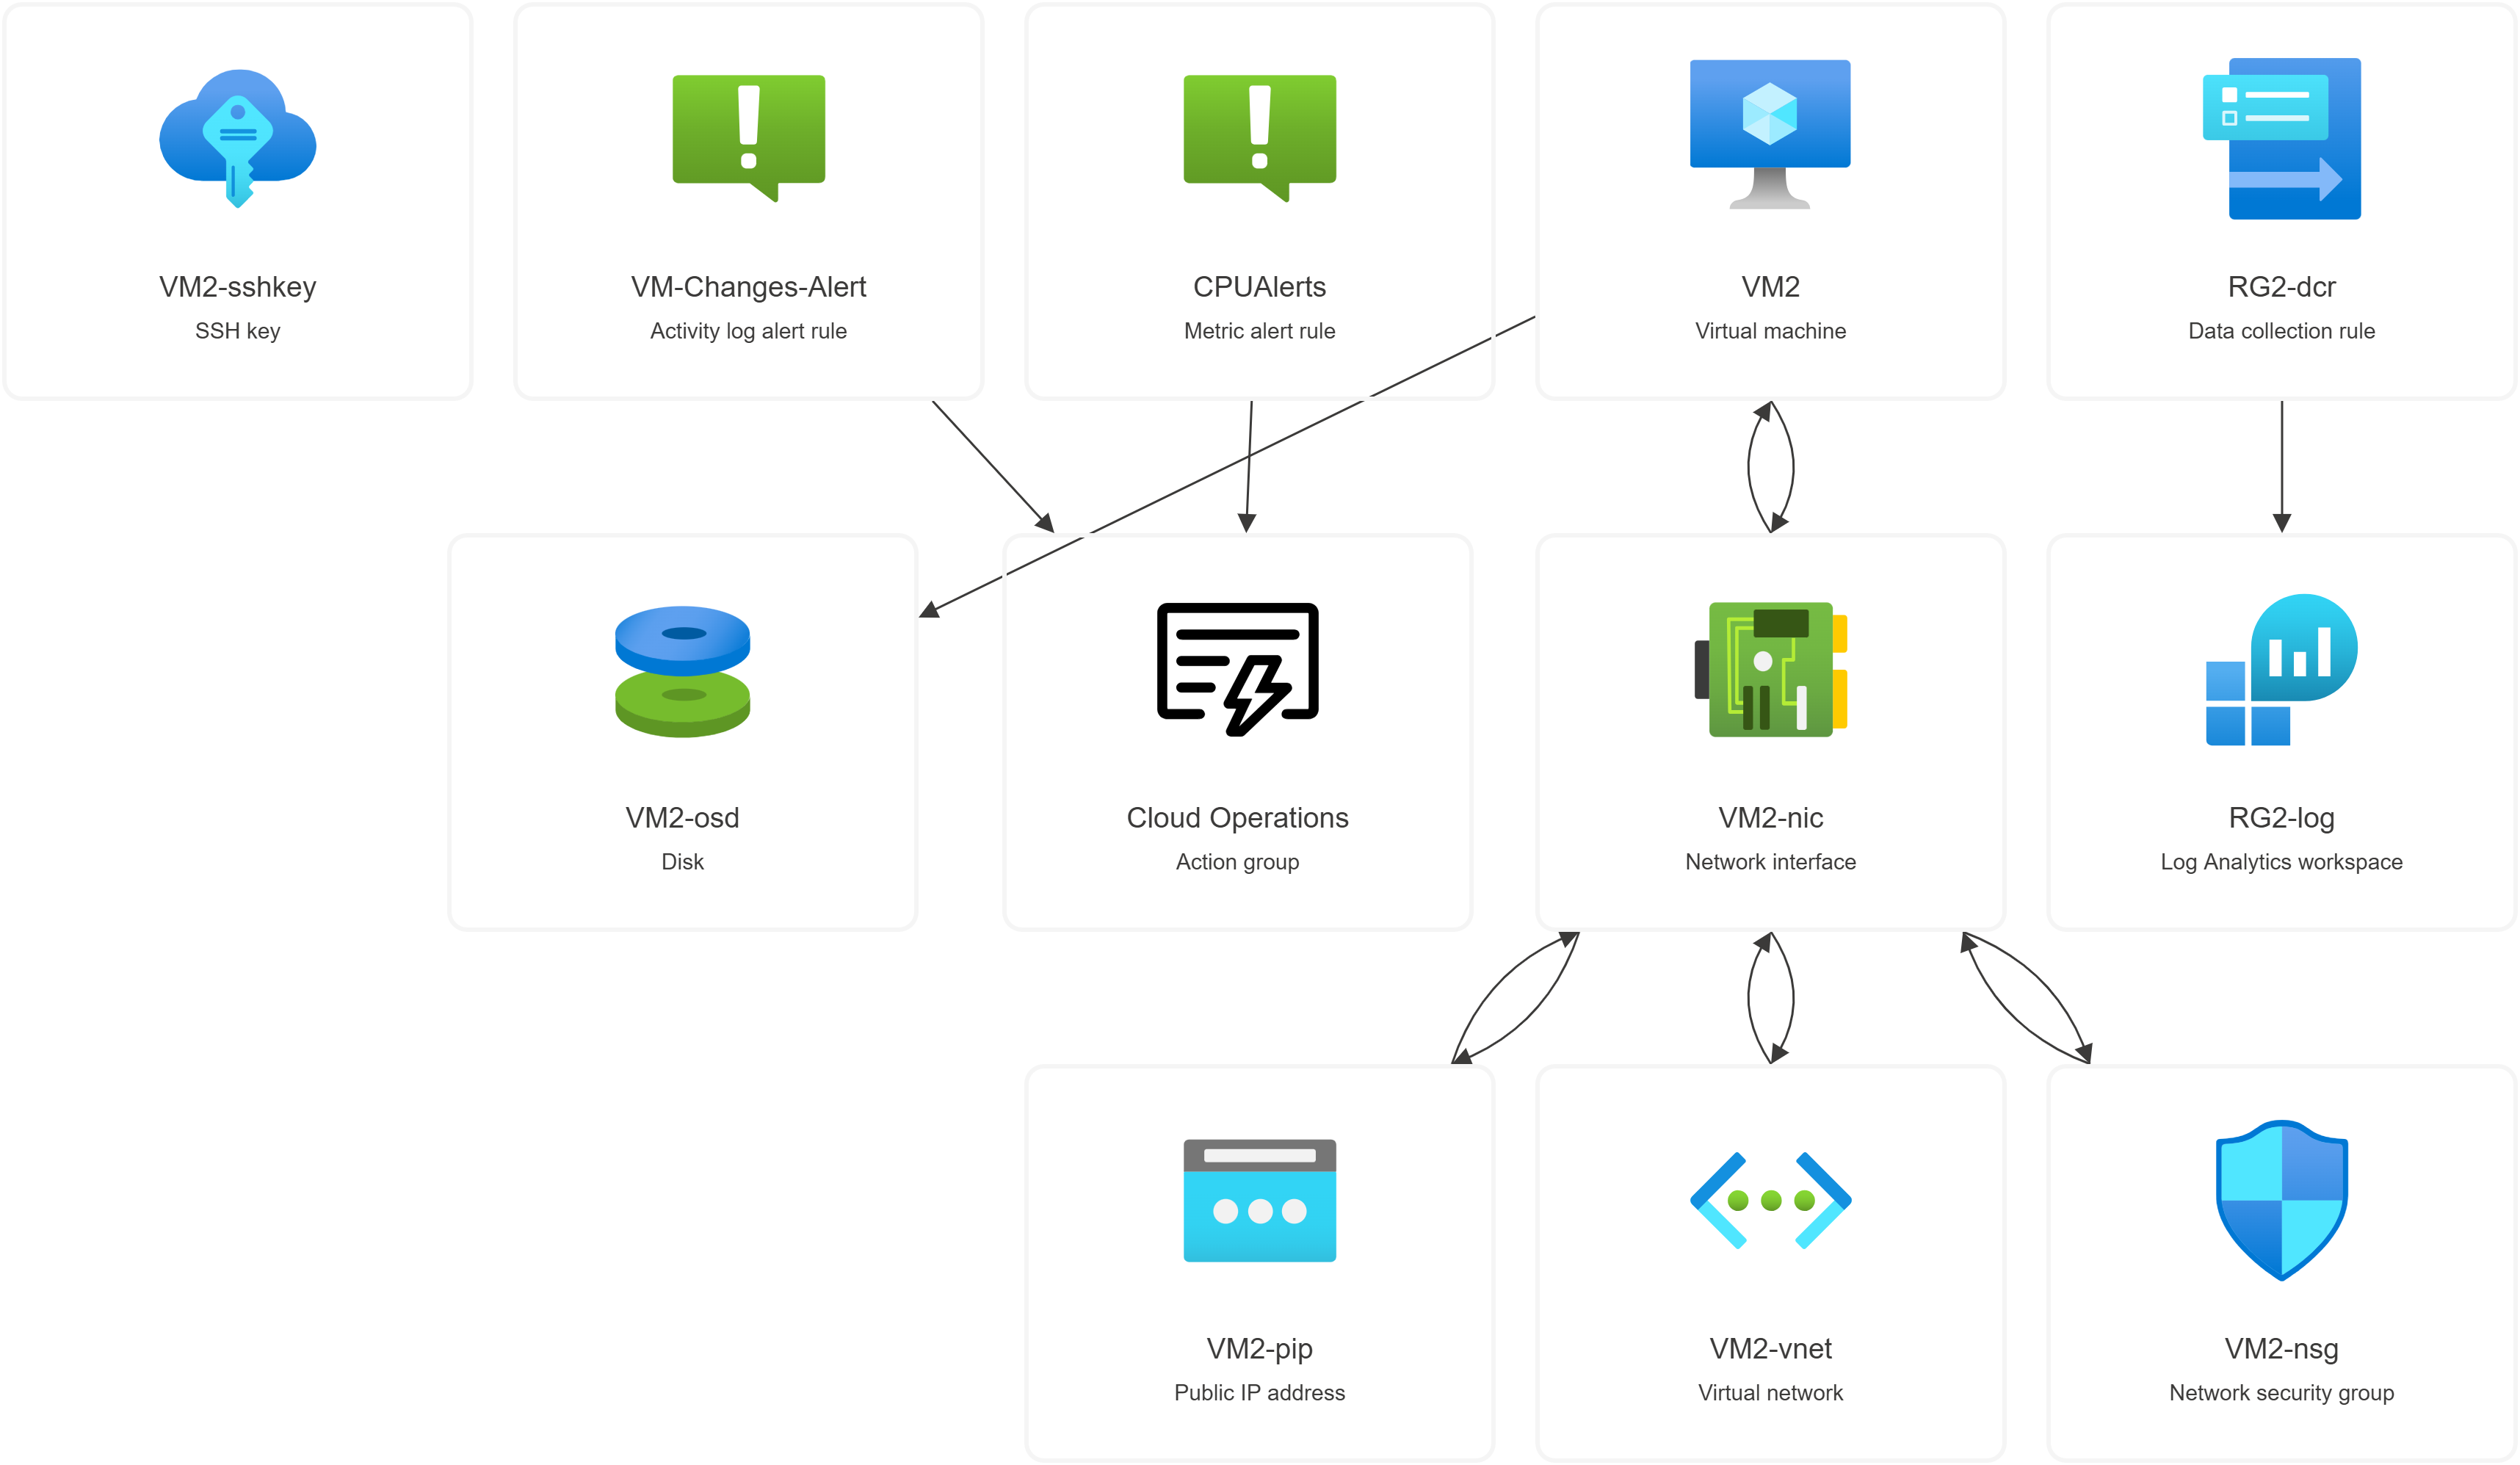 VM2-sshkey
SSH key
VM-Changes-Alert
Activity log alert rule
CPUAlerts
Metric alert rule
VM2
Virtual machine
RG2-dcr
Data collection rule
VM2-osd
Disk
Cloud Operations
Action group
VM2-nic
Network interface
RG2-log
Log Analytics workspace
VM2-pip
Public IP address
VM2-vnet
Virtual network
VM2-nsg
Network security group